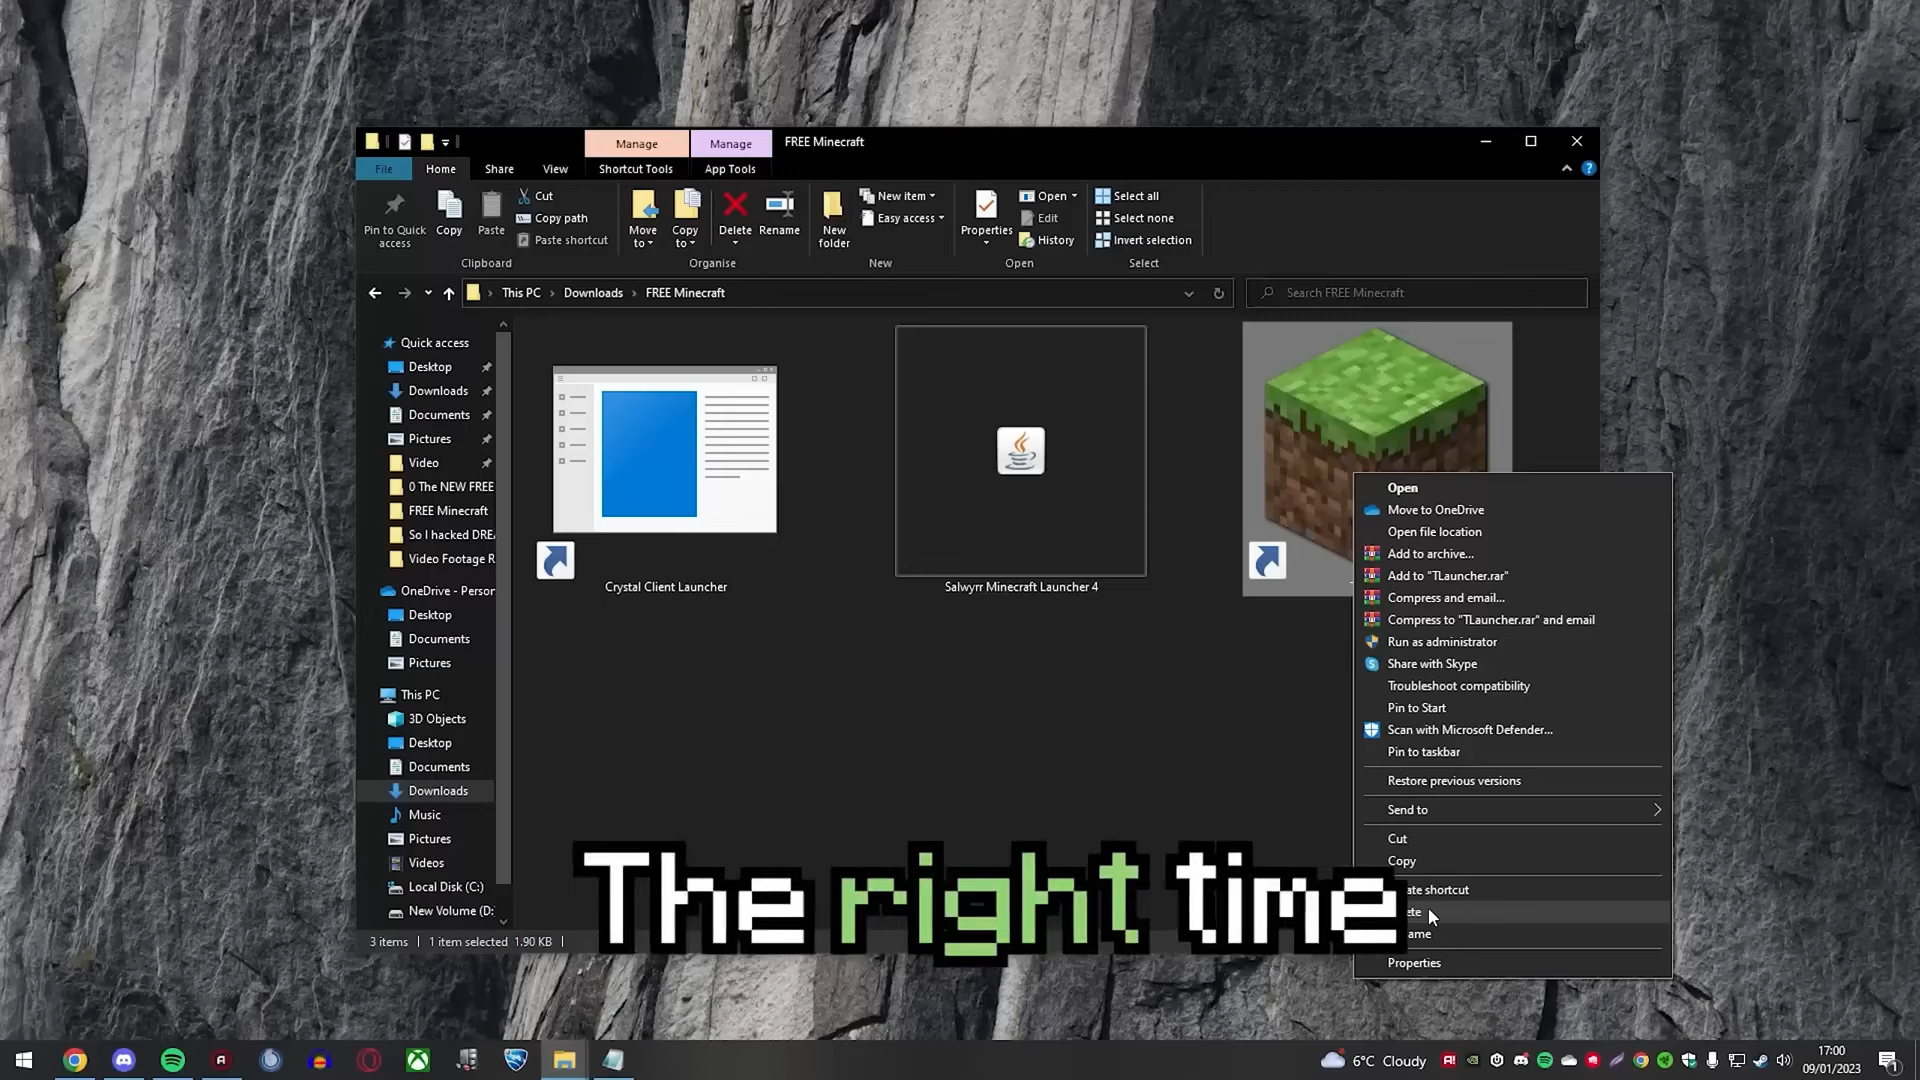 Manage
Manage
FREE Minecraft
File
Home
Share
View
Shortcut Tools
App Tools
Pin to Quick access
Copy
Paste
Cut
Copy path
Paste shortcut
Clipboard
Move to
Copy to
Delete
Rename
Organise
New folder
New item
Easy access
New
Properties
Open
Edit
History
Open
Select all
Select none
Invert selection
Select
This PC
Downloads
FREE Minecraft
Search FREE Minecraft
Quick access
Desktop
Downloads
Documents
Pictures
Video
0 The NEW FREE
FREE Minecraft
So I hacked DRE
Video Footage R
OneDrive - Person
Desktop
Documents
Pictures
This PC
3D Objects
Desktop
Documents
Downloads
Music
Pictures
Videos
Local Disk (C:)
New Volume (D:
Crystal Client Launcher
Salwyrr Minecraft Launcher 4
Open
Move to OneDrive
Open file location
Add to archive...
Add to "TLauncher.rar"
Compress and email...
Compress to "TLauncher.rar" and email
Run as administrator
Share with Skype
Troubleshoot compatibility
Pin to Start
Scan with Microsoft Defender...
Pin to taskbar
Restore previous versions
Send to
Cut
Copy
ate shortcut
ete
ame
Properties
The right time
3 items
1 item selected 1.90 KB
6°C Cloudy
17:00
09/01/2023